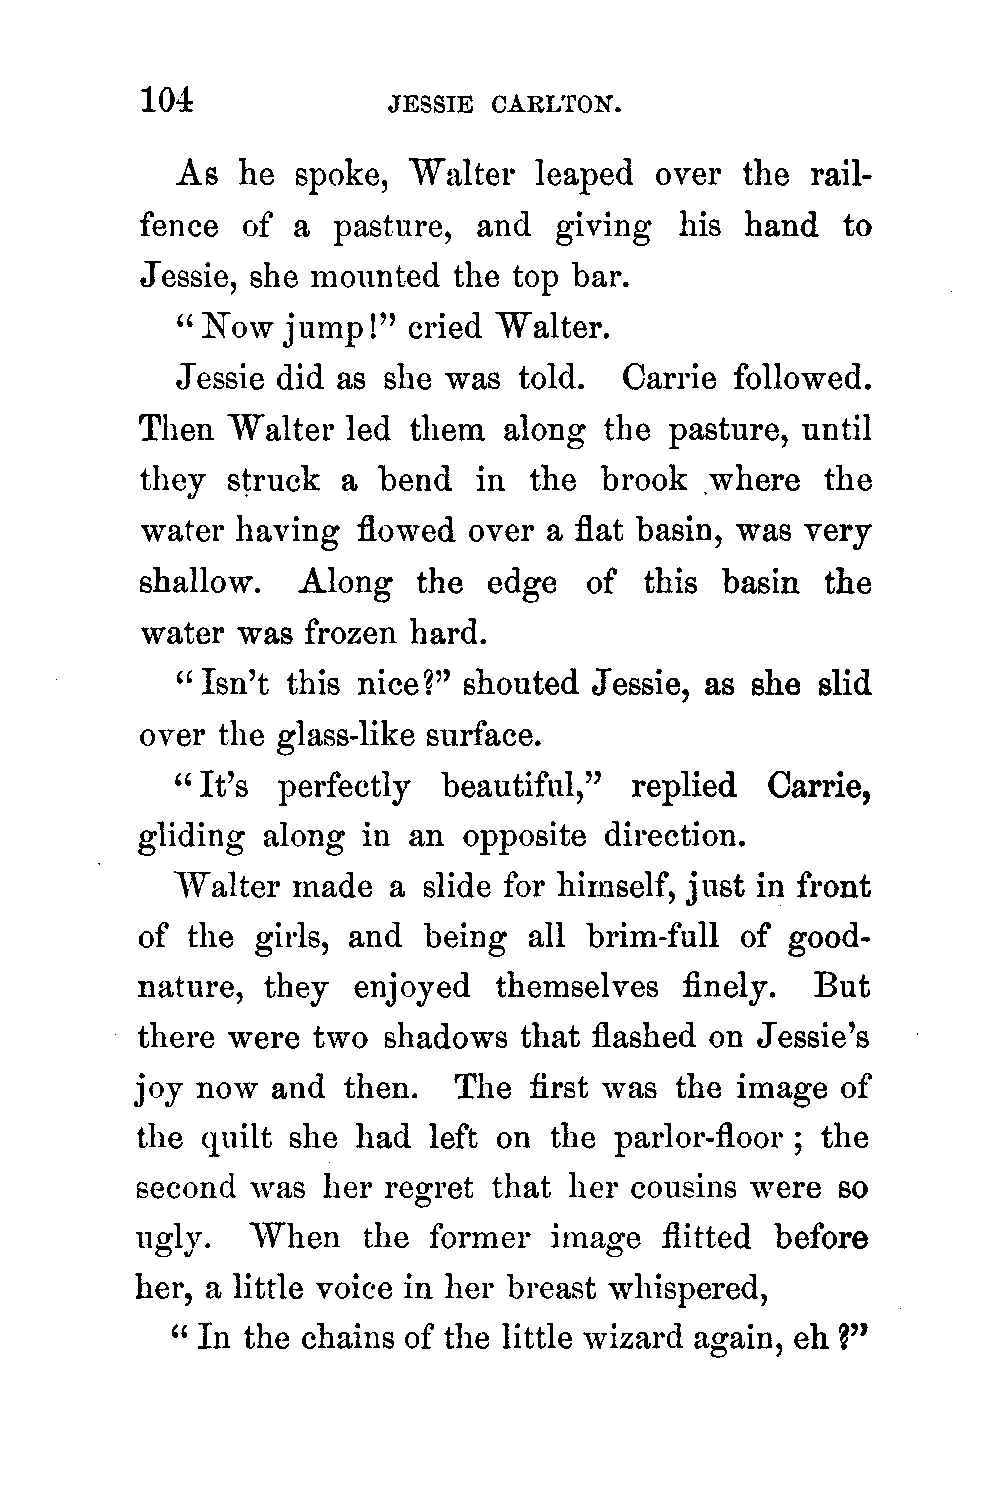 104 JESSIE CARLTON.
As he spoke, Walter leaped over the rail-
fence of a pasture, and giving his hand to
Jessie, she mounted the top bar.
“Now jump!” cried Walter.
Jessie did as she was told. Carrie followed.
Then Walter led them along the pasture, until
they struck a bend in the brook where the
water having flowed over a flat basin, was very
shallow. Along the edge of this basin the
water was frozen hard.
“Isn’t this nice?” shouted Jessie, as she slid
over the glass-like surface.
“It’s perfectly beautiful,” replied Carrie,
gliding along in an opposite direction.
Walter made a slide for himself, just in front
of the girls, and being all brim-full of good-
nature, they enjoyed themselves finely. But
there were two shadows that flashed on Jessie’s
joy now and then. The first was the image of
the quilt she had left on the parlor-floor ; the
second was her regret that her cousins were so
ugly. When the former image flitted before
her, a little voice in her breast whispered,
“In the chains of the little wizard again, eh ?”